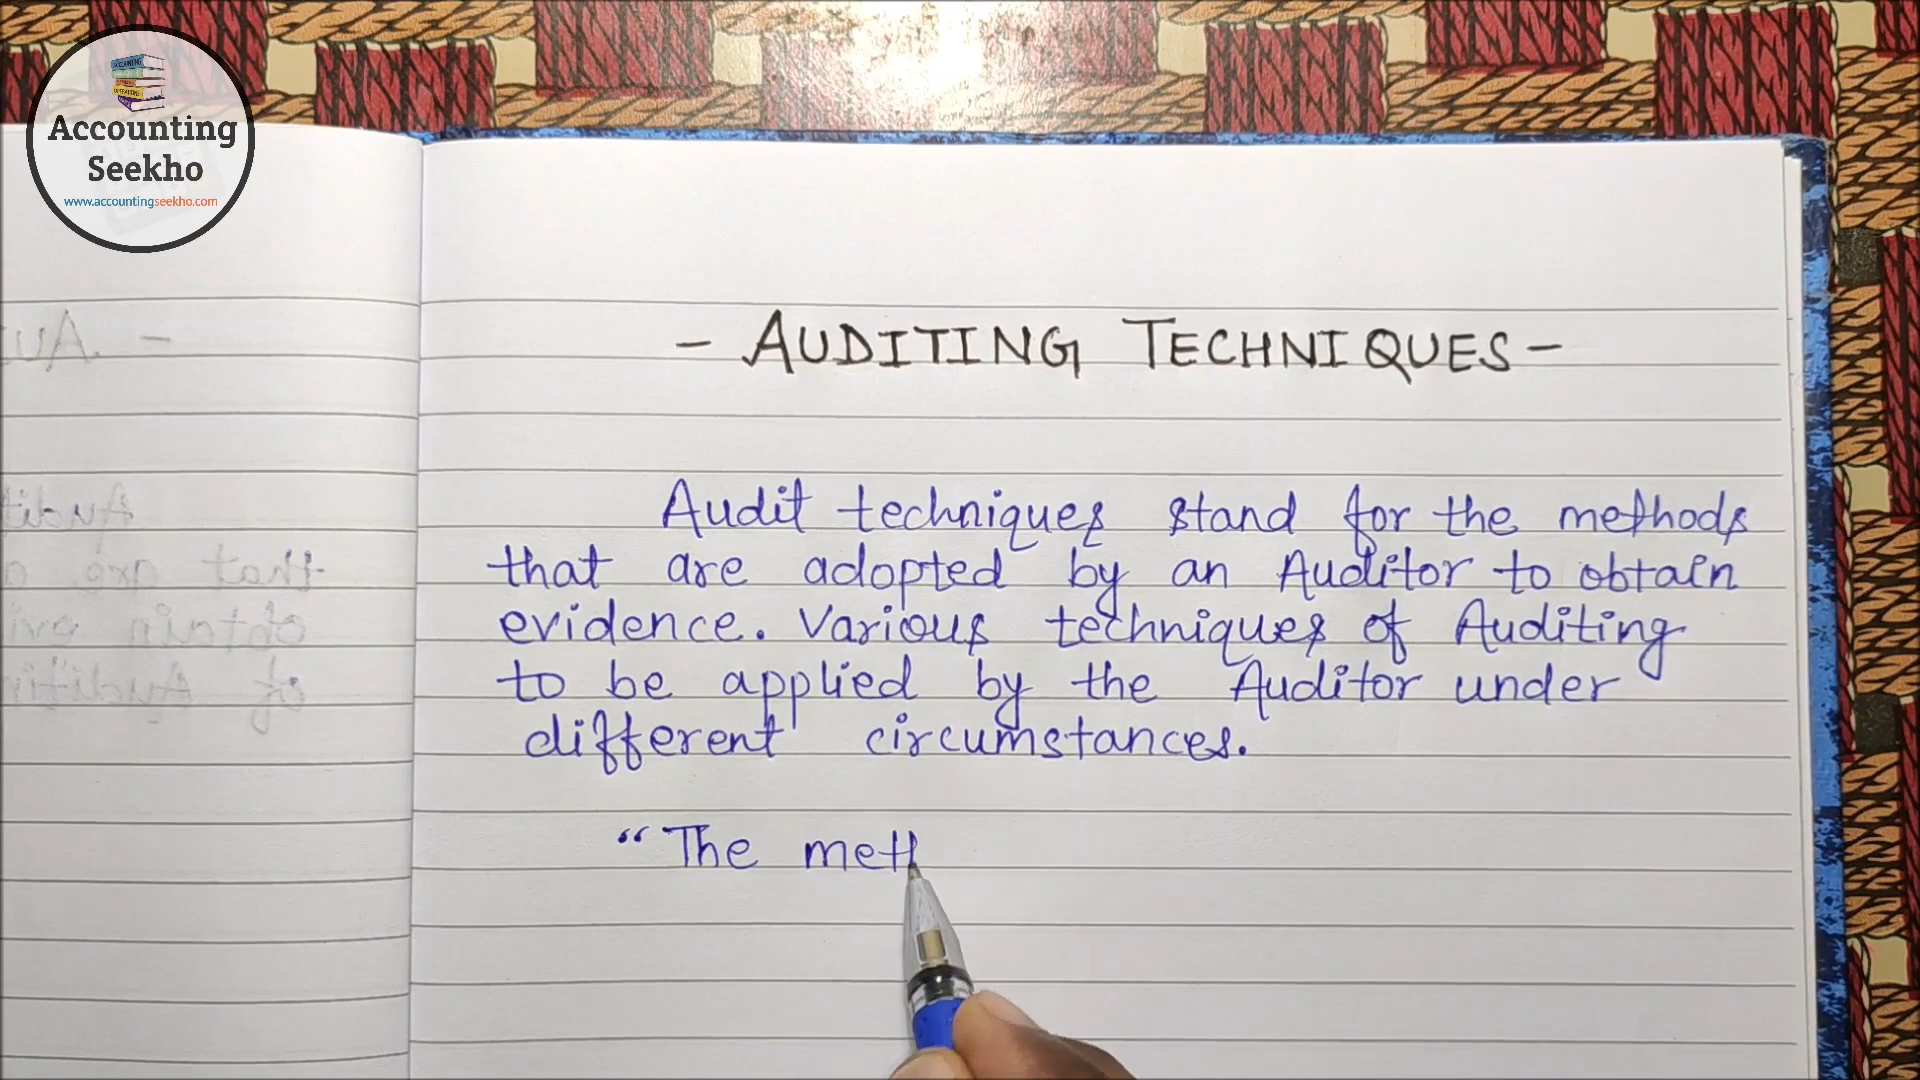 Accounting
Seekho
www.accountingseekho.com
- AUDITING TECHNIQUES -
Audit techniques stand for the methods
that are adopted by an Auditor to obtain
evidence. Various techniques of Auditing
to be applied by the Auditor under
different circumstances.
“The meth